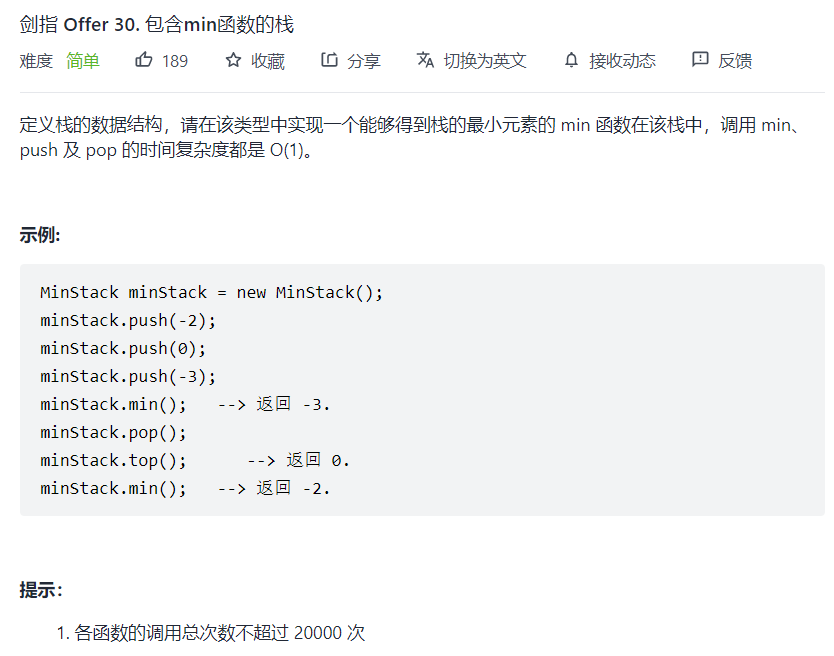 剑指 Offer 30. 包含min函数的栈
难度 简单 189 收藏 分享 切换为英文 接收动态 反馈
定义栈的数据结构，请在该类型中实现一个能够得到栈的最小元素的 min 函数在该栈中，调用 min、
push 及 pop 的时间复杂度都是 O(1)。
示例:
MinStack minStack = new MinStack();
minStack.push(-2);
minStack.push(0);
minStack.push(-3);
minStack.min();   --> 返回 -3.
minStack.pop();
minStack.top();      --> 返回 0.
minStack.min();   --> 返回 -2.
提示：
1. 各函数的调用总次数不超过 20000 次